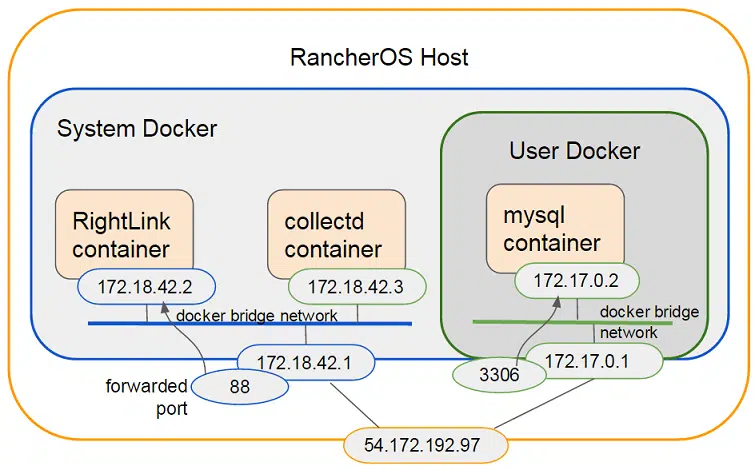 RancherOS Host
System Docker
User Docker
RightLink
container
collectd
container
mysql
container
172.18.42.2
172.18.42.3
172.17.0.2
docker bridge network
docker bridge
network
172.18.42.1
172.17.0.1
forwarded
port
88
3306
54.172.192.97